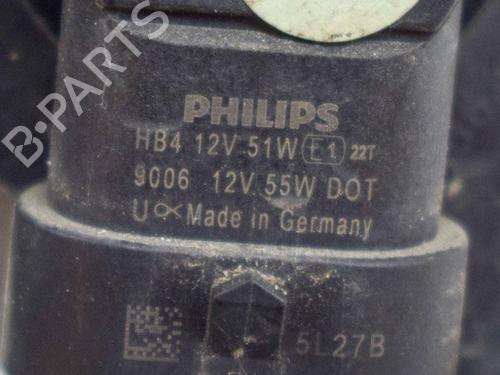 B-PARTS
PHILIPS
HB4 12V 51W E1 22T
9006 12V 55W DOT
U Made in Germany
5L27B